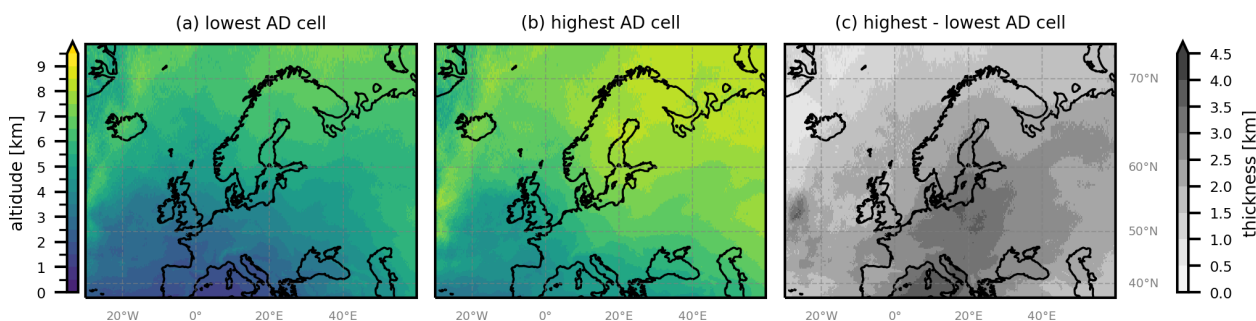 (a) lowest AD cell
(b) highest AD cell
(c) highest - lowest AD cell
altidude [km]
9
8
7
6
5
4
3
2
1
0
20°W
0°
20°E
40°E
20°W
0°
20°E
40°E
20°W
0°
20°E
40°E
70°N
60°N
50°N
40°N
4.5
4.0
3.5
3.0
2.5
2.0
1.5
1.0
0.5
0.0
thickness [km]